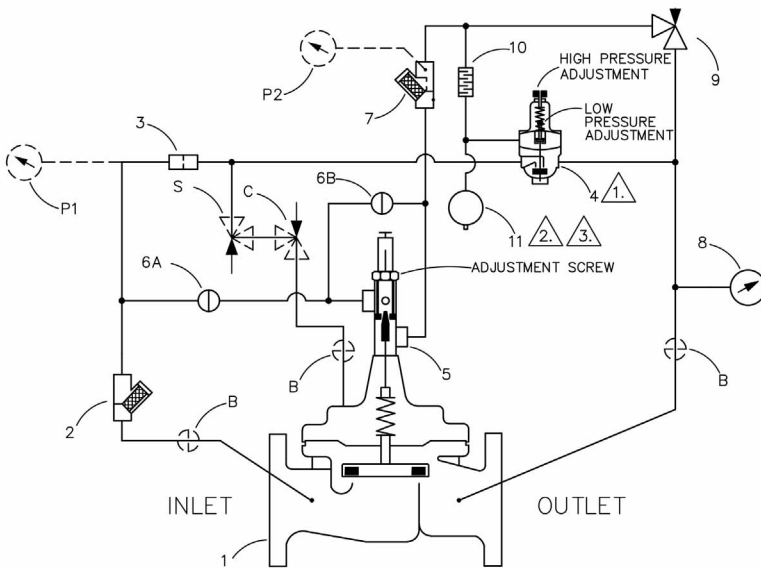 10
HIGH PRESSURE
ADJUSTMENT
9
P2
7
LOW
PRESSURE
ADJUSTMENT
3
P1
S
C
6B
4
1.
11
2.
3.
8
6A
ADJUSTMENT SCREW
B
5
B
2
B
INLET
OUTLET
1